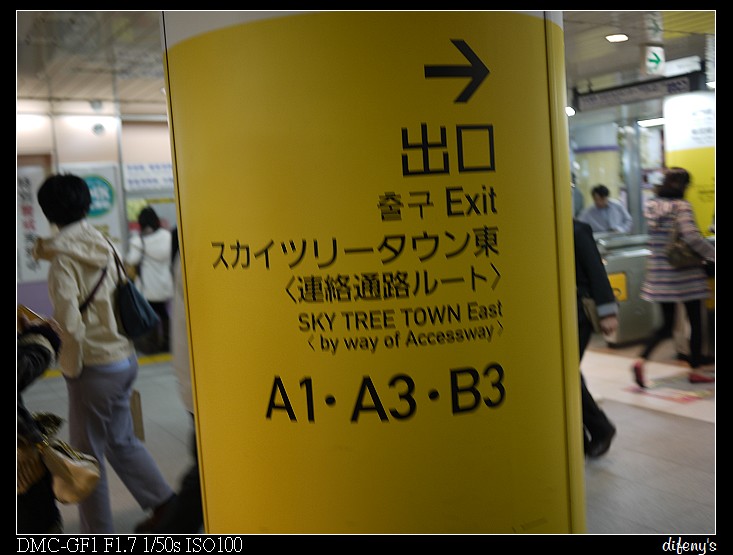 →
出口
출구 Exit
スカイツリータウン東
〈連絡通路ルート〉
SKY TREE TOWN East
〈by way of Accessway〉
A1・A3・B3
DMC-GF1 F1.7 1/50s ISO100
difeny's